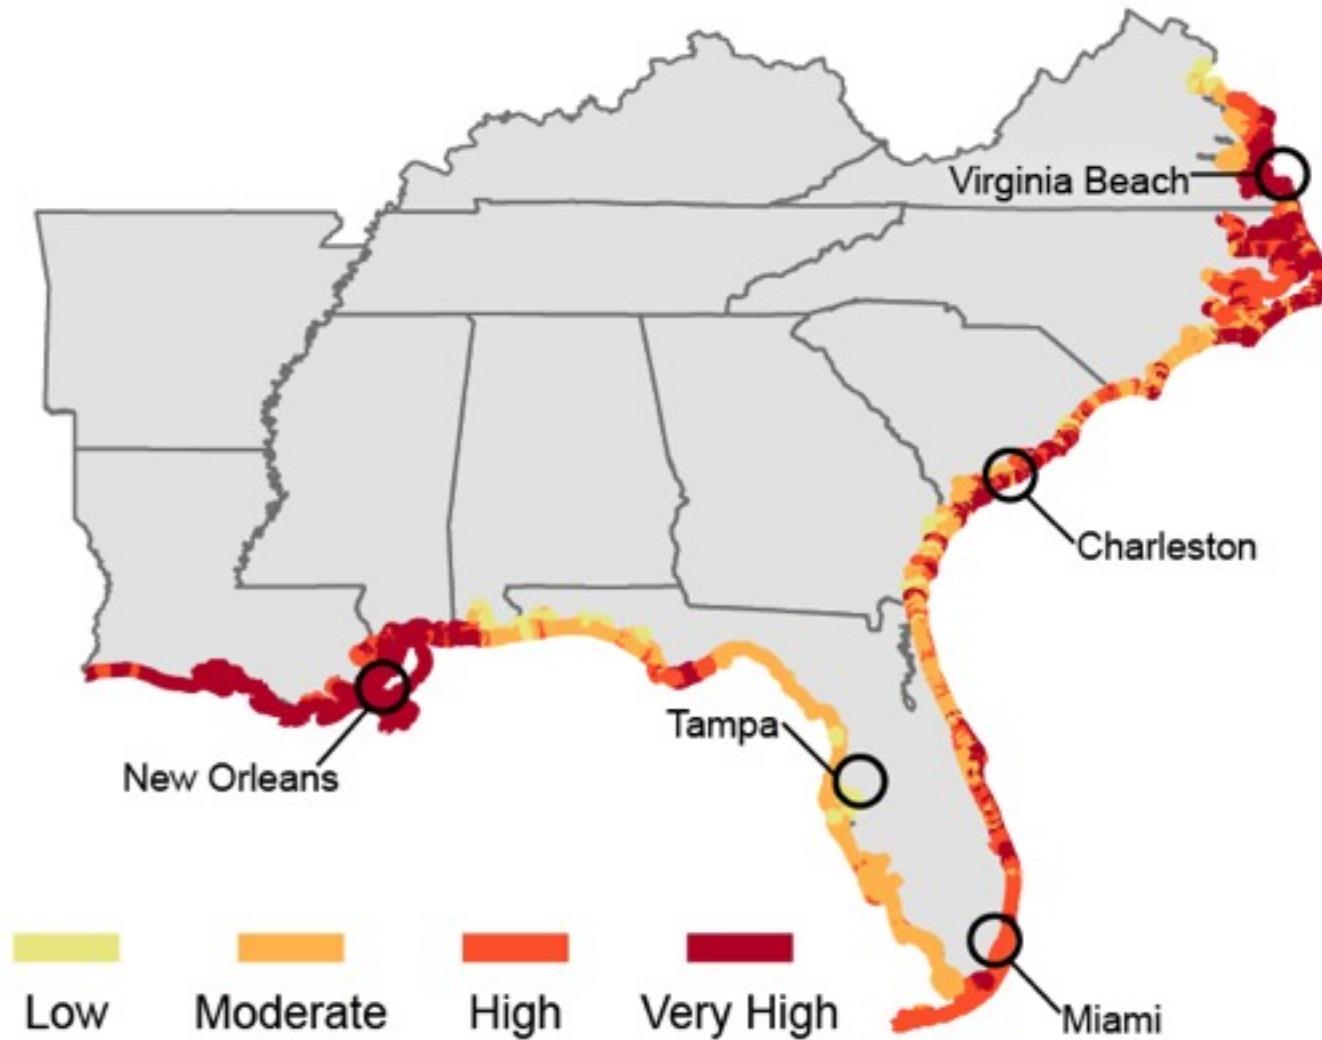 Virginia Beach
Charleston
Tampa
New Orleans
Miami
Low
Moderate
High
Very High